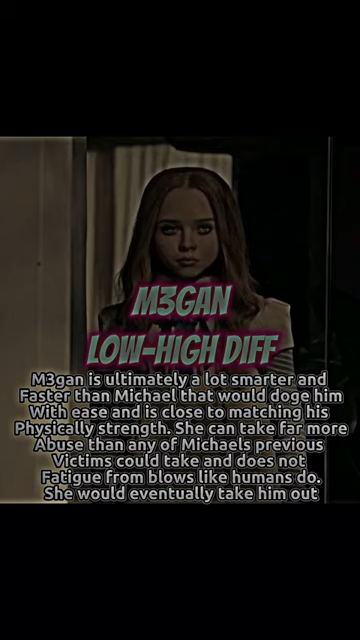 M3GAN
LOW-HIGH DIFF
M3gan is ultimately a lot smarter and
Faster than Michael that would doge him
With ease and is close to matching his
Physically strength. She can take far more
Abuse than any of Michaels previous
Victims could take and does not
Fatigue from blows like humans do.
She would eventually take him out